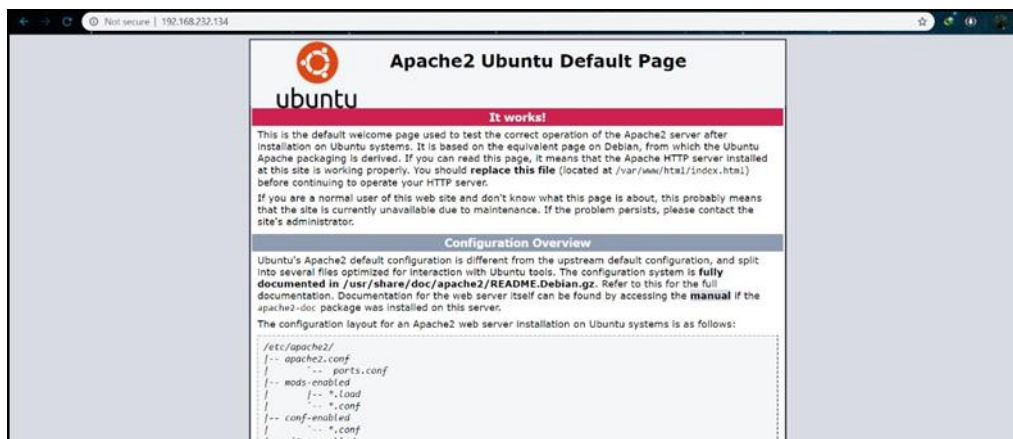 Not secure | 192.168.232.134
Apache2 Ubuntu Default Page
ubuntu
It works!
This is the default welcome page used to test the correct operation of the Apache2 server after
installation on Ubuntu systems. It is based on the equivalent page on Debian, from which the Ubuntu
Apache packaging is derived. If you can read this page, it means that the Apache HTTP server installed
at this site is working properly. You should replace this file (located at /var/www/html/index.html)
before continuing to operate your HTTP server.
If you are a normal user of this web site and don't know what this page is about, this probably means
that the site is currently unavailable due to maintenance. If the problem persists, please contact the
site's administrator.
Configuration Overview
Ubuntu's Apache2 default configuration is different from the upstream default configuration, and split
into several files optimized for interaction with Ubuntu tools. The configuration system is fully
documented in /usr/share/doc/apache2/README.Debian.gz. Refer to this for the full
documentation. Documentation for the web server itself can be found by accessing the manual if the
apache2-doc package was installed on this server.
The configuration layout for an Apache2 web server installation on Ubuntu systems is as follows:
/etc/apache2/
|-- apache2.conf
|       `--  ports.conf
|-- mods-enabled
|       |-- *.load
|       `-- *.conf
|-- conf-enabled
|       `-- *.conf